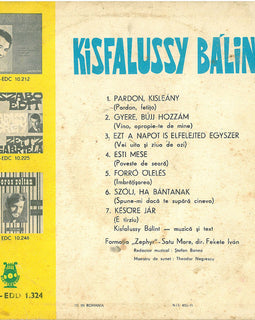 KISFALUSSY BÁLIN
-EDC 10.212
SZABÓ
EDIT
GABRIELA
-EDC 10.225
oros zoltán
-EDC 10.246
-EDD 1.324
1. PARDON, KISLEÁNY
(Pardon, fetițo)
2. GYERE, BÚJJ HOZZÁM
(Vino, apropie-te de mine)
3. EZT A NAPOT IS ELFELEJTED EGYSZER
(Vei uita și ziua de azi)
4. ESTI MESE
(Poveste de seară)
5. FORRÓ ÖLELÉS
(Îmbrățișarea)
6. SZÓLJ, HA BÁNTANAK
(Spune-mi dacă te supără cineva)
7. KÉSŐRE JÁR
(E tîrziu)
Kisfalussy Bálint — muzică și text
Formația „Zephyr"- Satu Mare, dir. Fekete Iván
Redactor muzical : Ștefan Bonea
Maestru de sunet : Theodor Negrescu